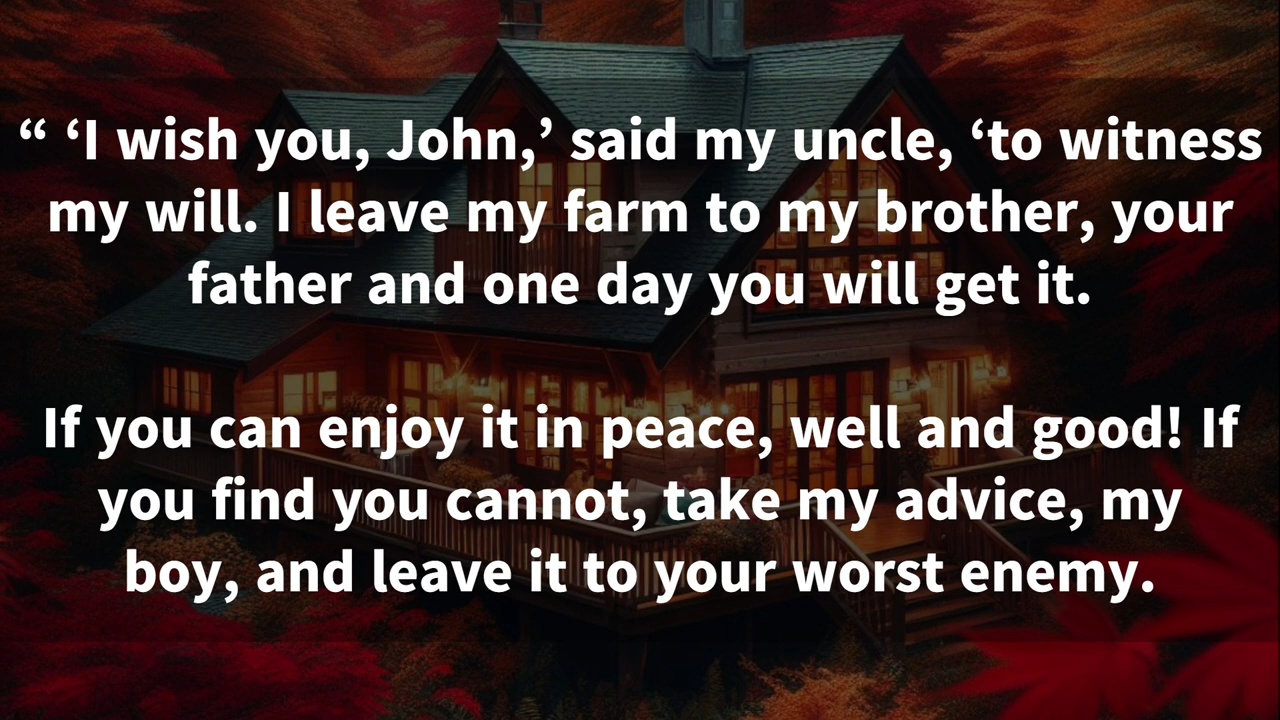 “ ‘I wish you, John,’ said my uncle, ‘to witness
my will. I leave my farm to my brother, your
father and one day you will get it.
If you can enjoy it in peace, well and good! If
you find you cannot, take my advice, my
boy, and leave it to your worst enemy.